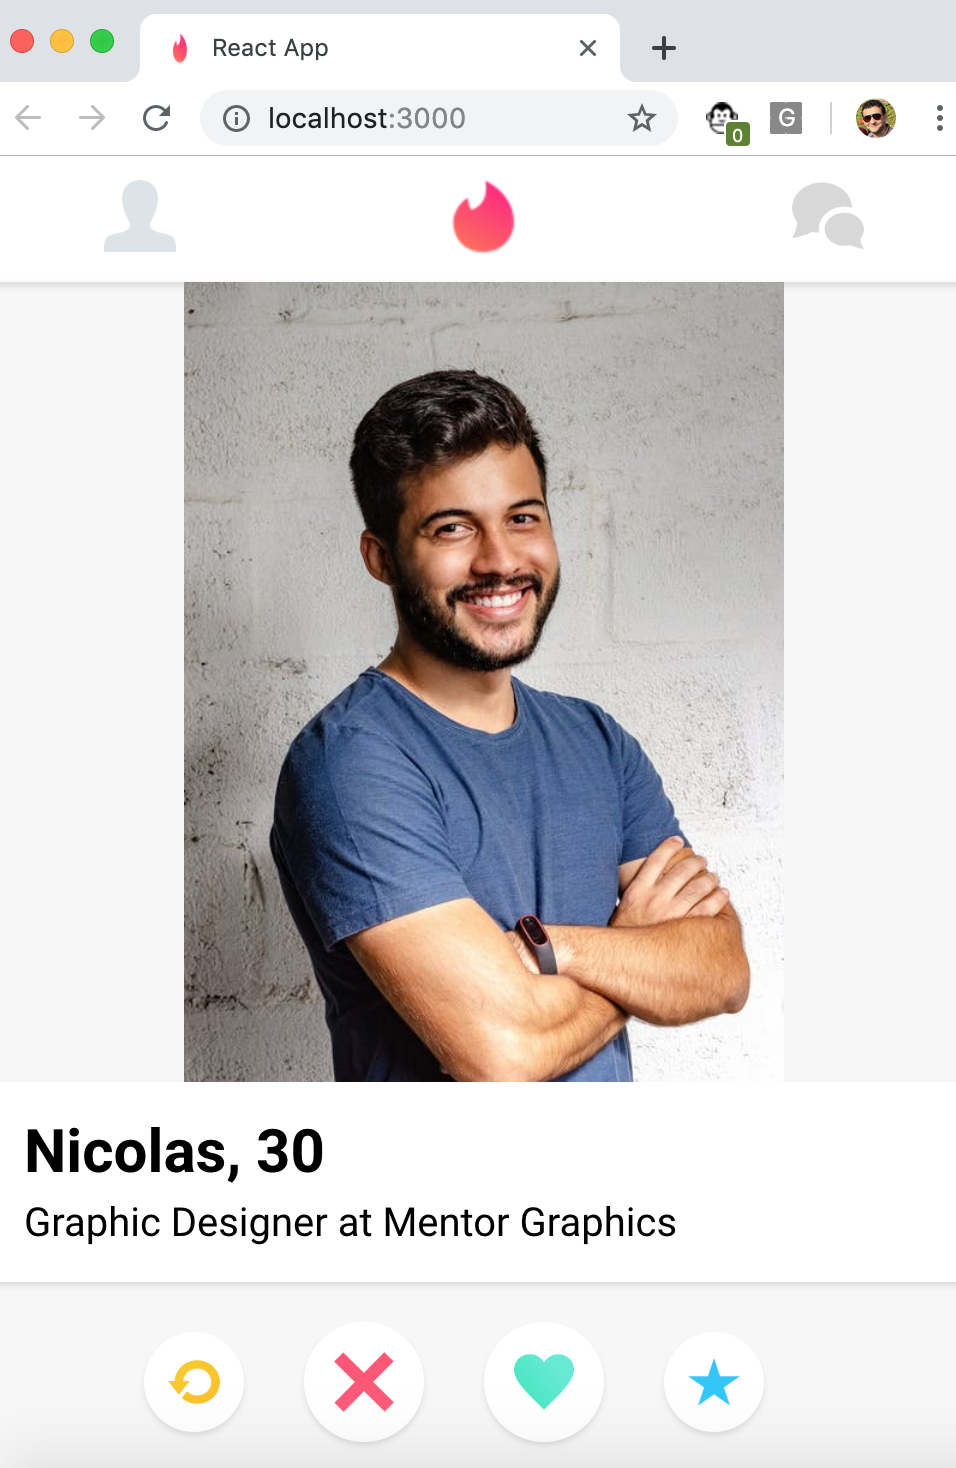 React App
localhost:3000
0
G
Nicolas, 30
Graphic Designer at Mentor Graphics